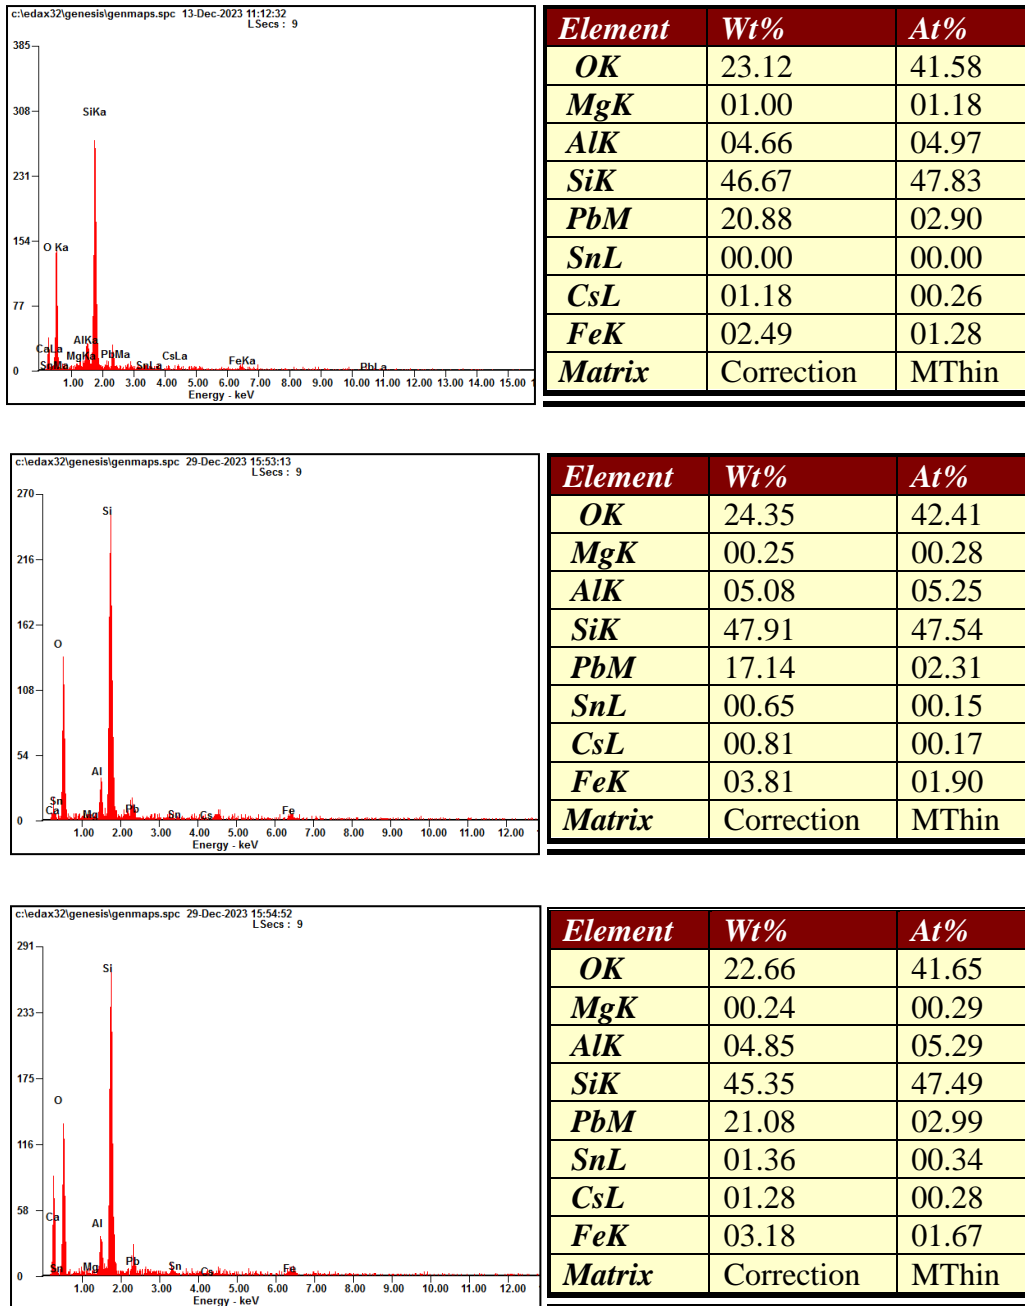 c:\edax32\genesis\genmaps.spc 13-Dec-2023 11:12:32
LSecs : 9
385
308
231
154
77
0
SiKa
O Ka
CaLa
AlKa
MgKa
PbMa
SnMa
SnLa
CsLa
FeKa
PbLa
1.00 2.00 3.00 4.00 5.00 6.00 7.00 8.00 9.00 10.00 11.00 12.00 13.00 14.00 15.00 1
Energy - keV
Element Wt% At%
OK 23.12 41.58
MgK 01.00 01.18
AlK 04.66 04.97
SiK 46.67 47.83
PbM 20.88 02.90
SnL 00.00 00.00
CsL 01.18 00.26
FeK 02.49 01.28
Matrix Correction MThin
c:\edax32\genesis\genmaps.spc 29-Dec-2023 15:53:13
LSecs : 9
270
216
162
108
54
0
Si
O
Al
Sn
Ca
Mg
Pb
Sn
Cs
Fe
1.00 2.00 3.00 4.00 5.00 6.00 7.00 8.00 9.00 10.00 11.00 12.00
Energy - keV
Element Wt% At%
OK 24.35 42.41
MgK 00.25 00.28
AlK 05.08 05.25
SiK 47.91 47.54
PbM 17.14 02.31
SnL 00.65 00.15
CsL 00.81 00.17
FeK 03.81 01.90
Matrix Correction MThin
c:\edax32\genesis\genmaps.spc 29-Dec-2023 15:54:52
LSecs : 9
291
233
175
116
58
0
Si
O
Ca
Al
Sn
Mg
Pb
Sn
Cs
Fe
1.00 2.00 3.00 4.00 5.00 6.00 7.00 8.00 9.00 10.00 11.00 12.00
Energy - keV
Element Wt% At%
OK 22.66 41.65
MgK 00.24 00.29
AlK 04.85 05.29
SiK 45.35 47.49
PbM 21.08 02.99
SnL 01.36 00.34
CsL 01.28 00.28
FeK 03.18 01.67
Matrix Correction MThin